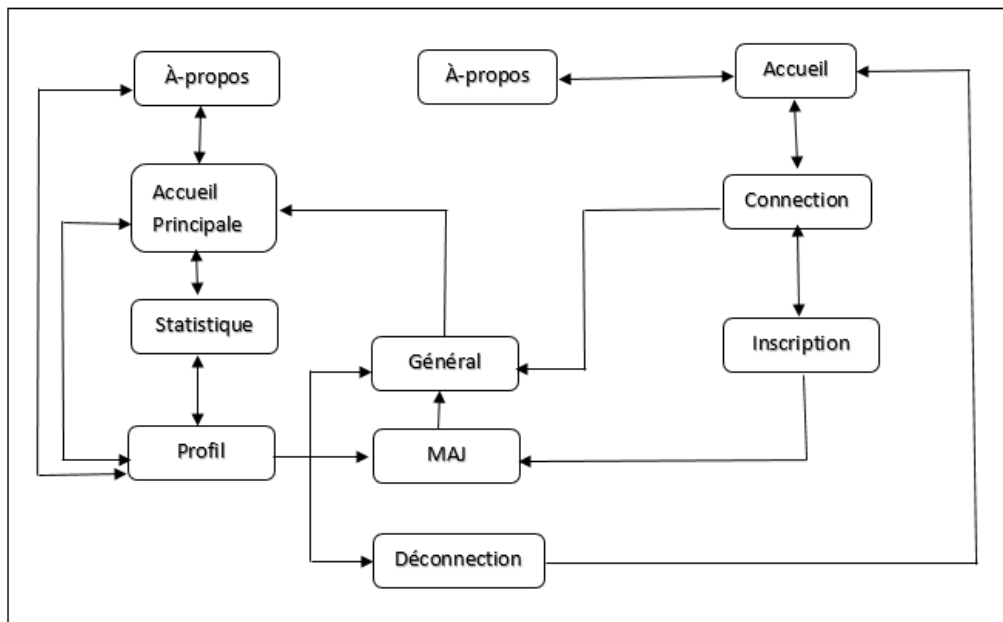 À-propos
À-propos
Accueil
Accueil
Principale
Connection
Statistique
Inscription
Général
Profil
MAJ
Déconnection